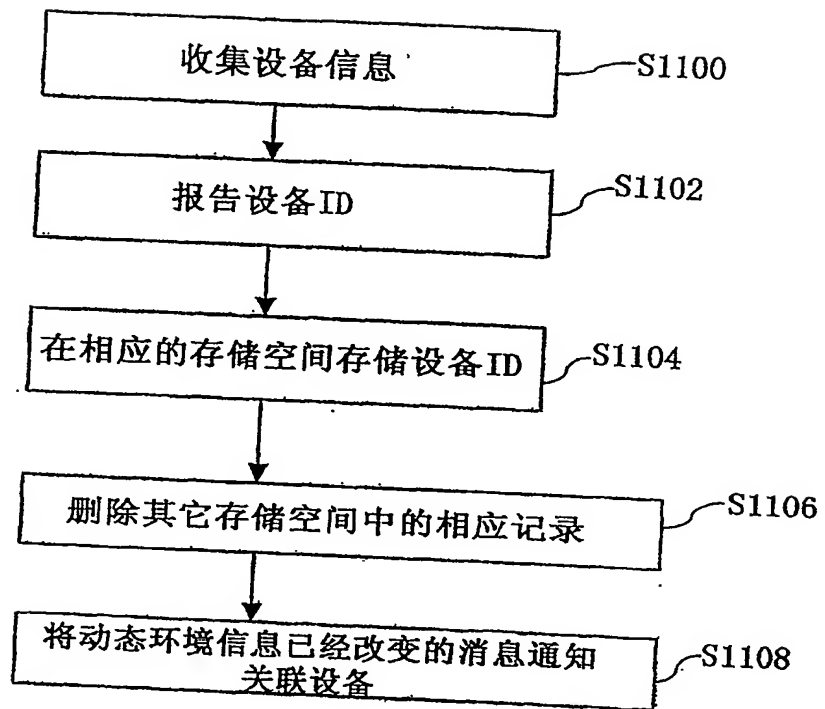 收集设备信息
S1100
报告设备ID
S1102
在相应的存储空间存储设备ID
S1104
删除其它存储空间中的相应记录
S1106
将动态环境信息已经改变的消息通知
关联设备
S1108